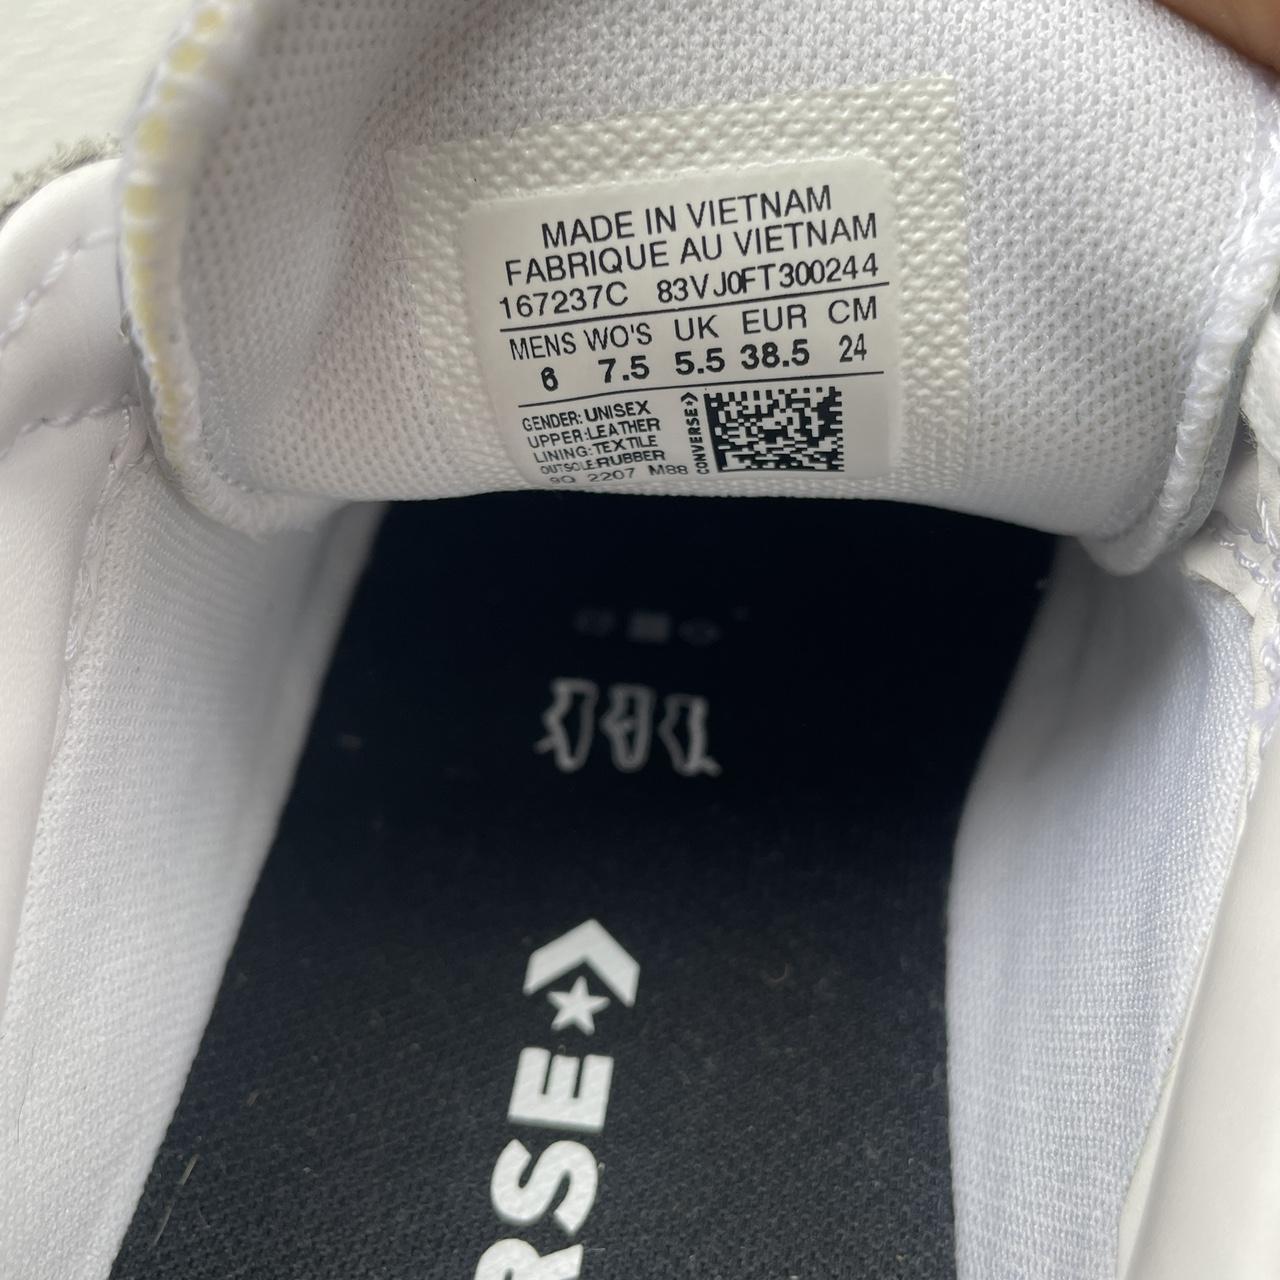 MADE IN VIETNAM
FABRIQUE AU VIETNAM
167237C 83VJ0FT300244
MENS WO'S UK EUR CM
6 7.5 5.5 38.5 24
GENDER: UNISEX
UPPER:LEATHER
LINING:TEXTILE
OUTSOLE:RUBBER
9Q 2207 M88
CONVERSE
RSE